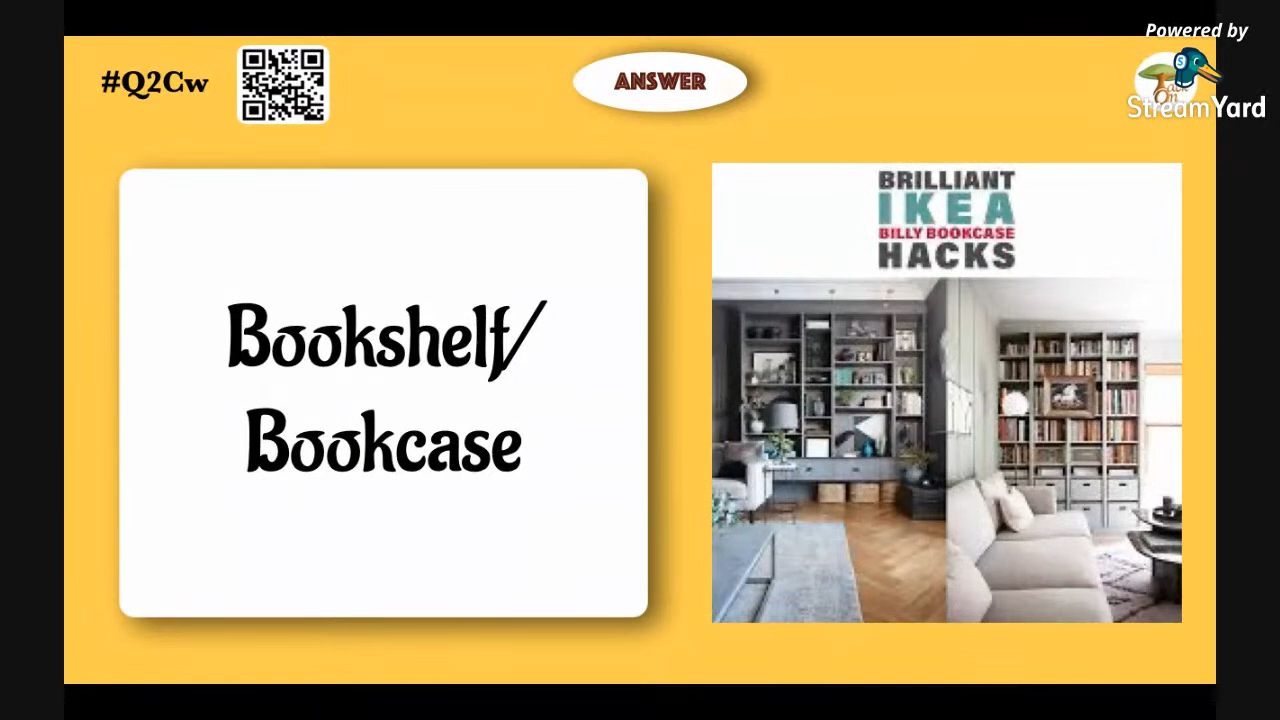 Powered by
#Q2Cw
ANSWER
StreamYard
BRILLIANT
IKEA
BILLY BOOKCASE
HACKS
Bookshelf/
Bookcase